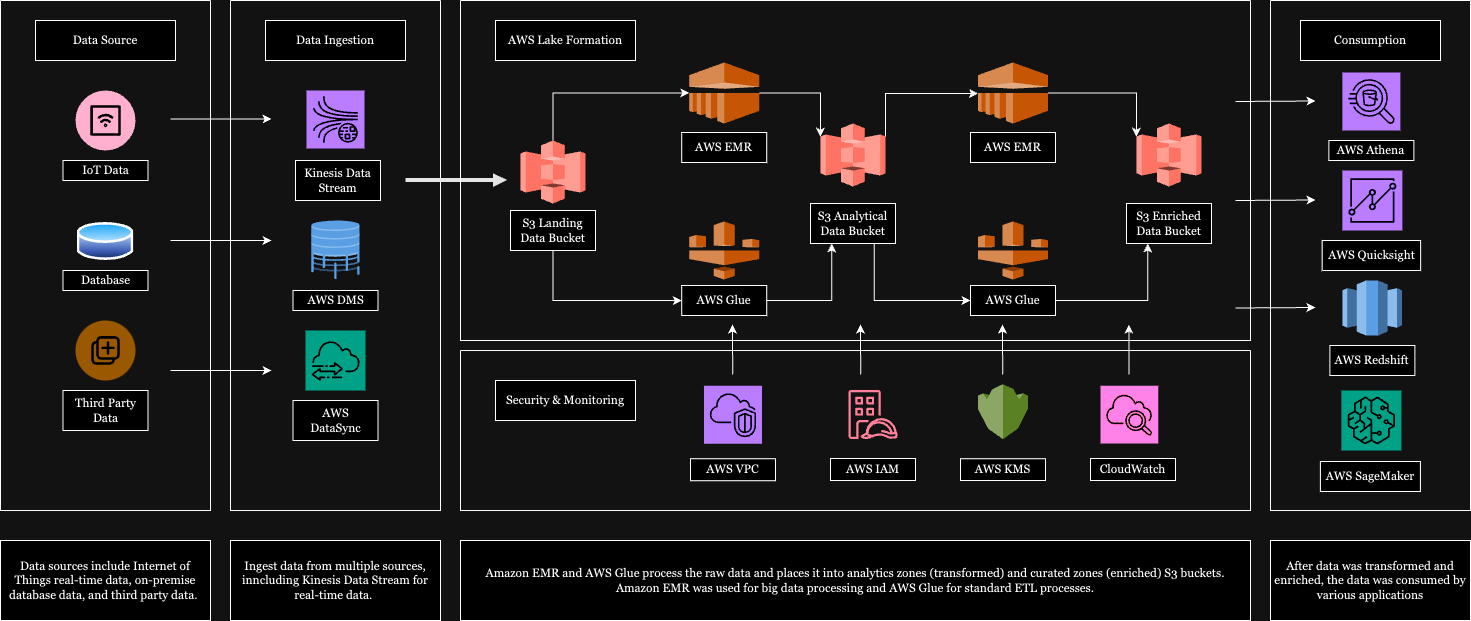 Data Source
IoT Data
Database
Third Party
Data
Data Ingestion
Kinesis Data
Stream
AWS DMS
AWS
DataSync
AWS Lake Formation
S3 Landing
Data Bucket
AWS EMR
AWS Glue
S3 Analytical
Data Bucket
AWS EMR
AWS Glue
S3 Enriched
Data Bucket
Security & Monitoring
AWS VPC
AWS IAM
AWS KMS
CloudWatch
Consumption
AWS Athena
AWS Quicksight
AWS Redshift
AWS SageMaker
Data sources include Internet of
Things real-time data, on-premise
database data, and third party data.
Ingest data from multiple sources,
inncluding Kinesis Data Stream for
real-time data.
Amazon EMR and AWS Glue process the raw data and places it into analytics zones (transformed) and curated zones (enriched) S3 buckets.
Amazon EMR was used for big data processing and AWS Glue for standard ETL processes.
After data was transformed and
enriched, the data was consumed by
various applications